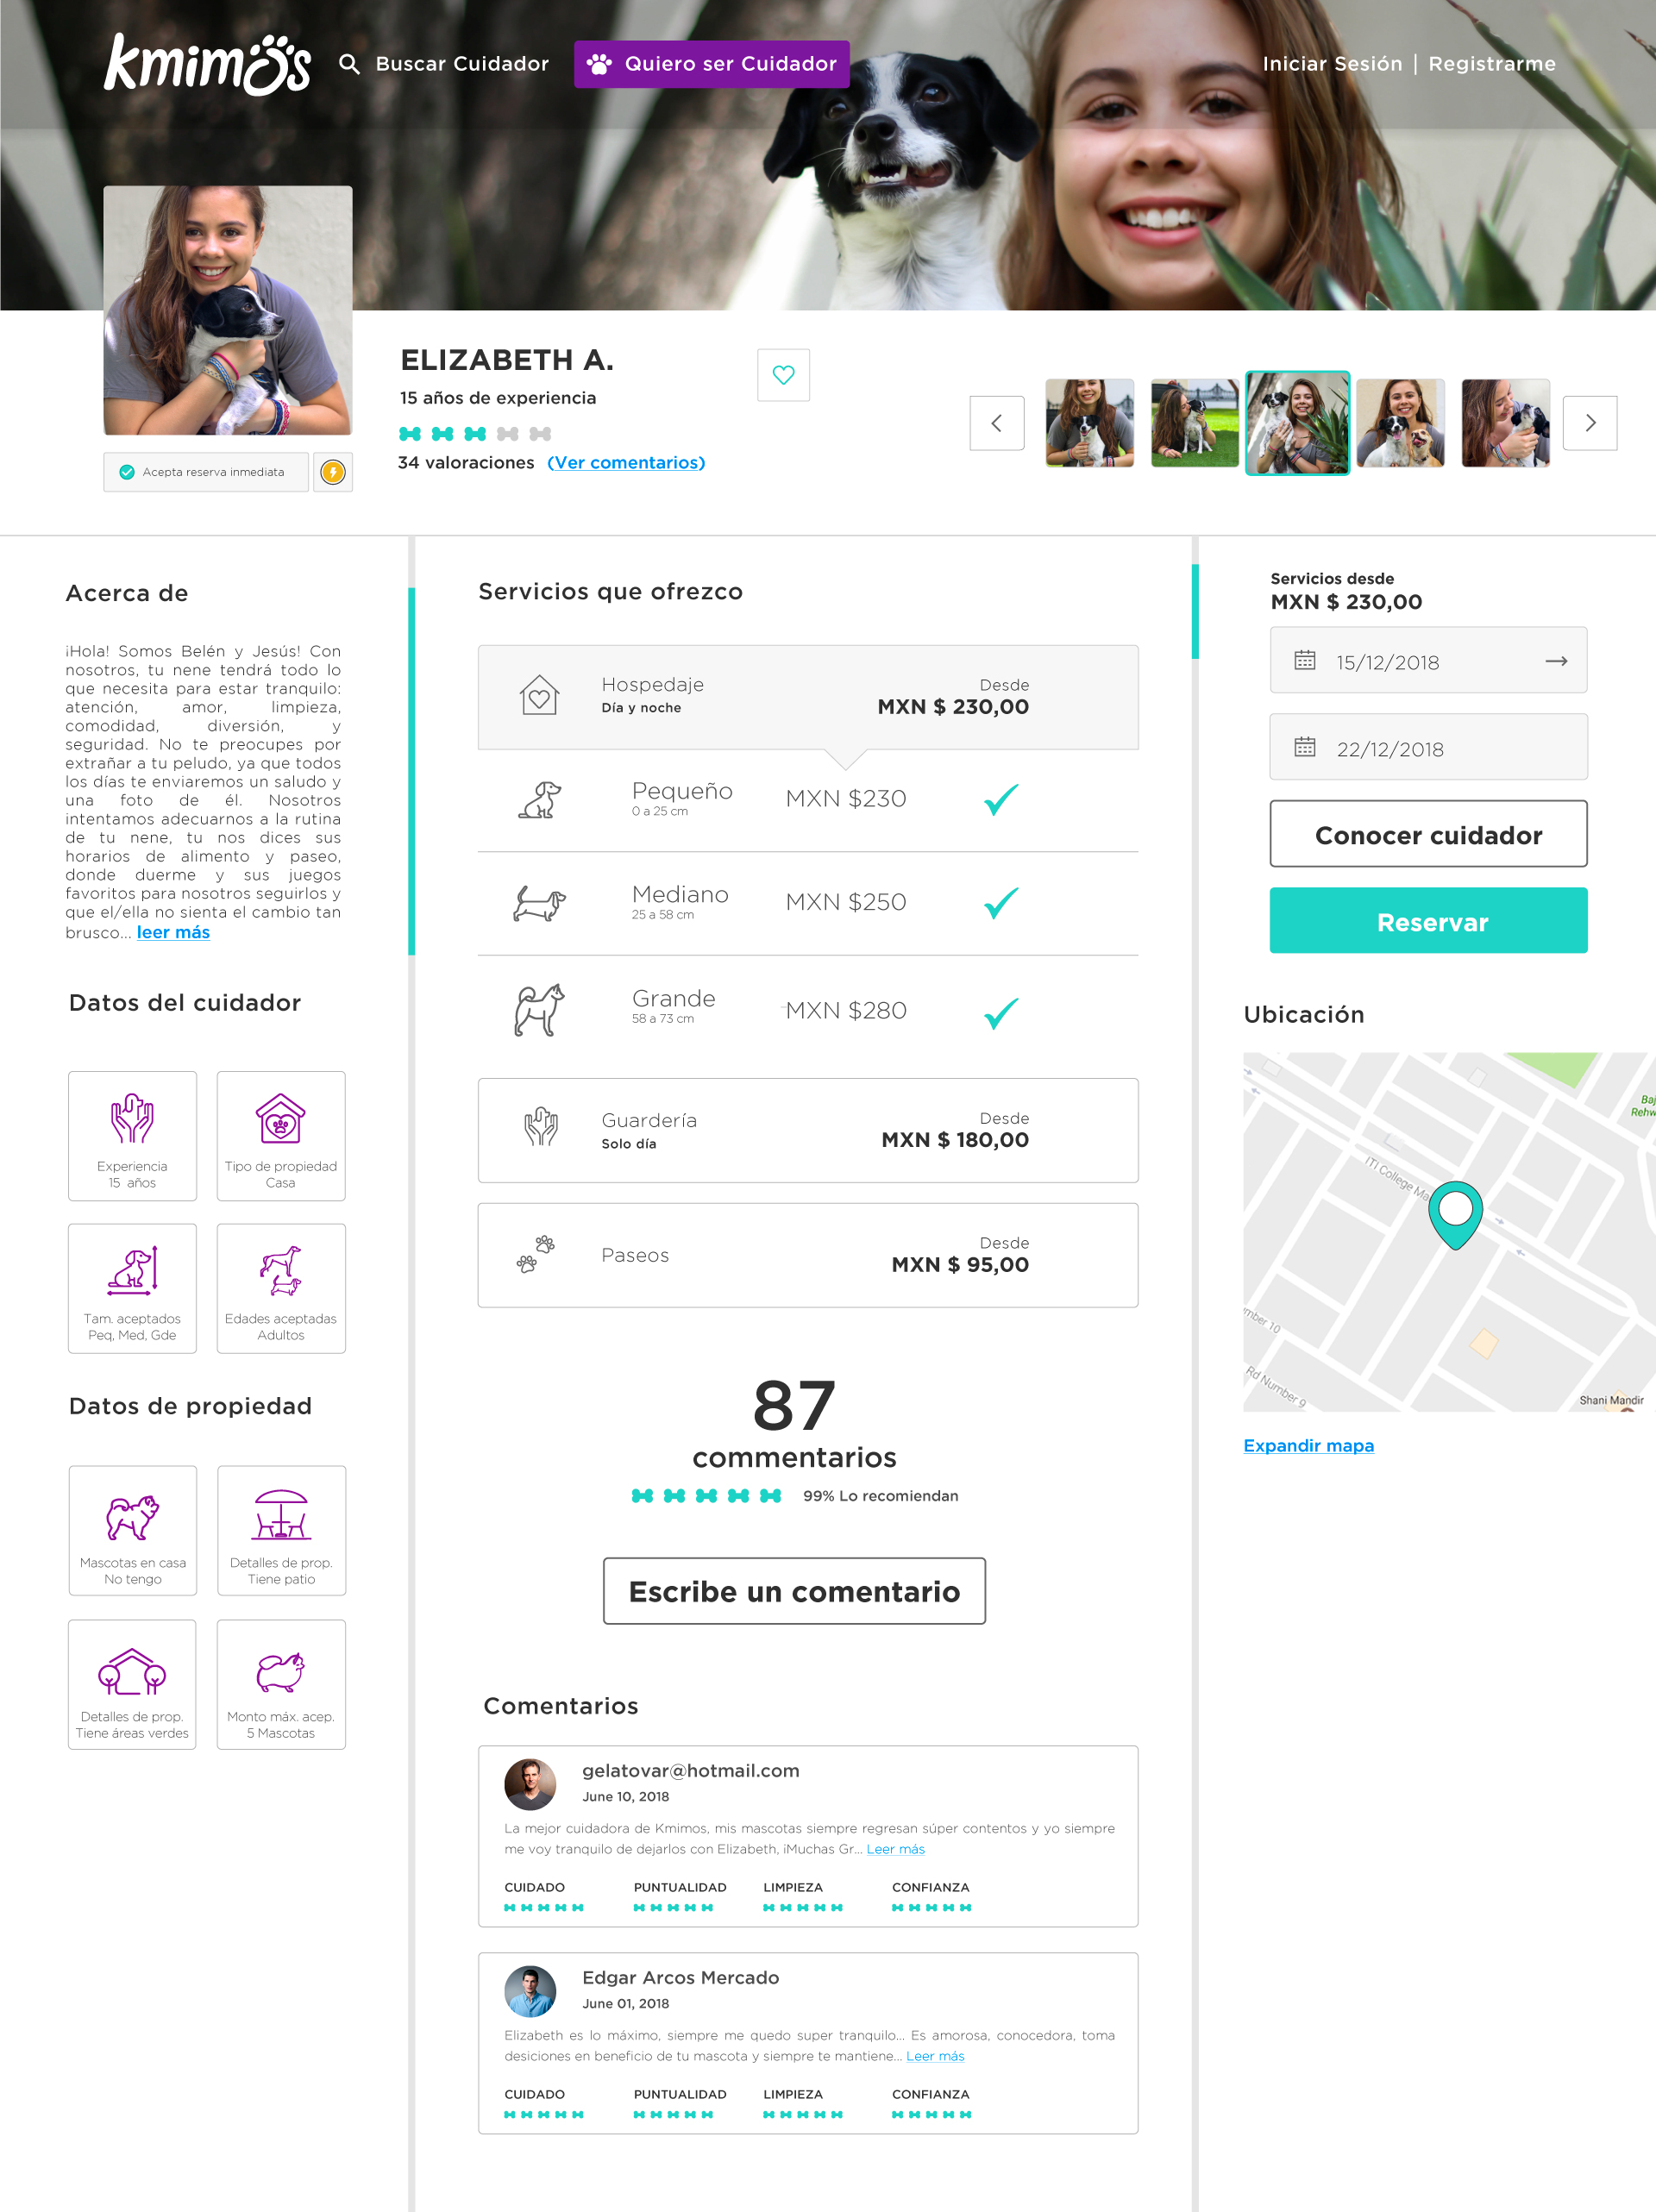 kmimos
Buscar Cuidador
Quiero ser Cuidador
Iniciar Sesión | Registrarme
ELIZABETH A.
15 años de experiencia
34 valoraciones (Ver comentarios)
Acepta reserva inmediata
Acerca de
¡Hola! Somos Belén y Jesús! Con
nosotros, tu nene tendrá todo lo
que necesita para estar tranquilo:
atención, amor, limpieza,
comodidad, diversión, y
seguridad. No te preocupes por
extrañar a tu peludo, ya que todos
los días te enviaremos un saludo y
una foto de él. Nosotros
intentamos adecuarnos a la rutina
de tu nene, tu nos dices sus
horarios de alimento y paseo,
donde duerme y sus juegos
favoritos para nosotros seguirlos y
que el/ella no sienta el cambio tan
brusco... leer más
Datos del cuidador
Experiencia
15 años
Tipo de propiedad
Casa
Tam. aceptados
Peq, Med, Gde
Edades aceptadas
Adultos
Datos de propiedad
Mascotas en casa
No tengo
Detalles de prop.
Tiene patio
Detalles de prop.
Tiene áreas verdes
Monto máx. acep.
5 Mascotas
Servicios que ofrezco
Hospedaje
Día y noche
Desde
MXN $ 230,00
Pequeño
0 a 25 cm
MXN $230
Mediano
25 a 58 cm
MXN $250
Grande
58 a 73 cm
MXN $280
Guardería
Solo día
Desde
MXN $ 180,00
Paseos
Desde
MXN $ 95,00
87
commentarios
99% Lo recomiendan
Escribe un comentario
Comentarios
gelatovar@hotmail.com
June 10, 2018
La mejor cuidadora de Kmimos, mis mascotas siempre regresan súper contentos y yo siempre
me voy tranquilo de dejarlos con Elizabeth, ¡Muchas Gr... Leer más
CUIDADO PUNTUALIDAD LIMPIEZA CONFIANZA
Edgar Arcos Mercado
June 01, 2018
Elizabeth es lo máximo, siempre me quedo super tranquilo... Es amorosa, conocedora, toma
desiciones en beneficio de tu mascota y siempre te mantiene... Leer más
CUIDADO PUNTUALIDAD LIMPIEZA CONFIANZA
Servicios desde
MXN $ 230,00
15/12/2018
22/12/2018
Conocer cuidador
Reservar
Ubicación
Baj
Rehw
ITI College Ma
mber 10
Rd Number 9
Shani Mandir
Expandir mapa